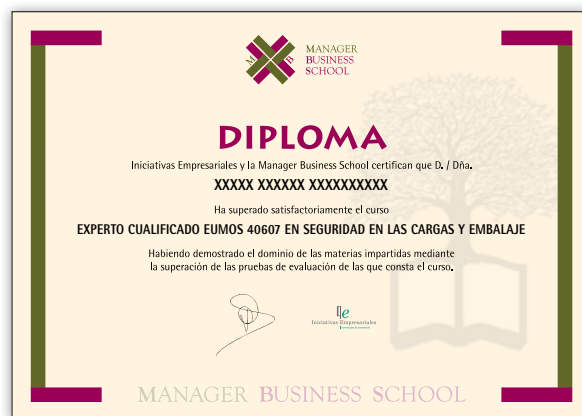 M B
MANAGER
BUSINESS
SCHOOL
DIPLOMA
Iniciativas Empresariales y la Manager Business School certifican que D. / Dña.
XXXXX XXXXXX XXXXXXXXXX
Ha superado satisfactoriamente el curso
EXPERTO CUALIFICADO EUMOS 40607 EN SEGURIDAD EN LAS CARGAS Y EMBALAJE
Habiendo demostrado el dominio de las materias impartidas mediante
la superación de las pruebas de evaluación de las que consta el curso.
Iniciativas Empresariales
MANAGER BUSINESS SCHOOL